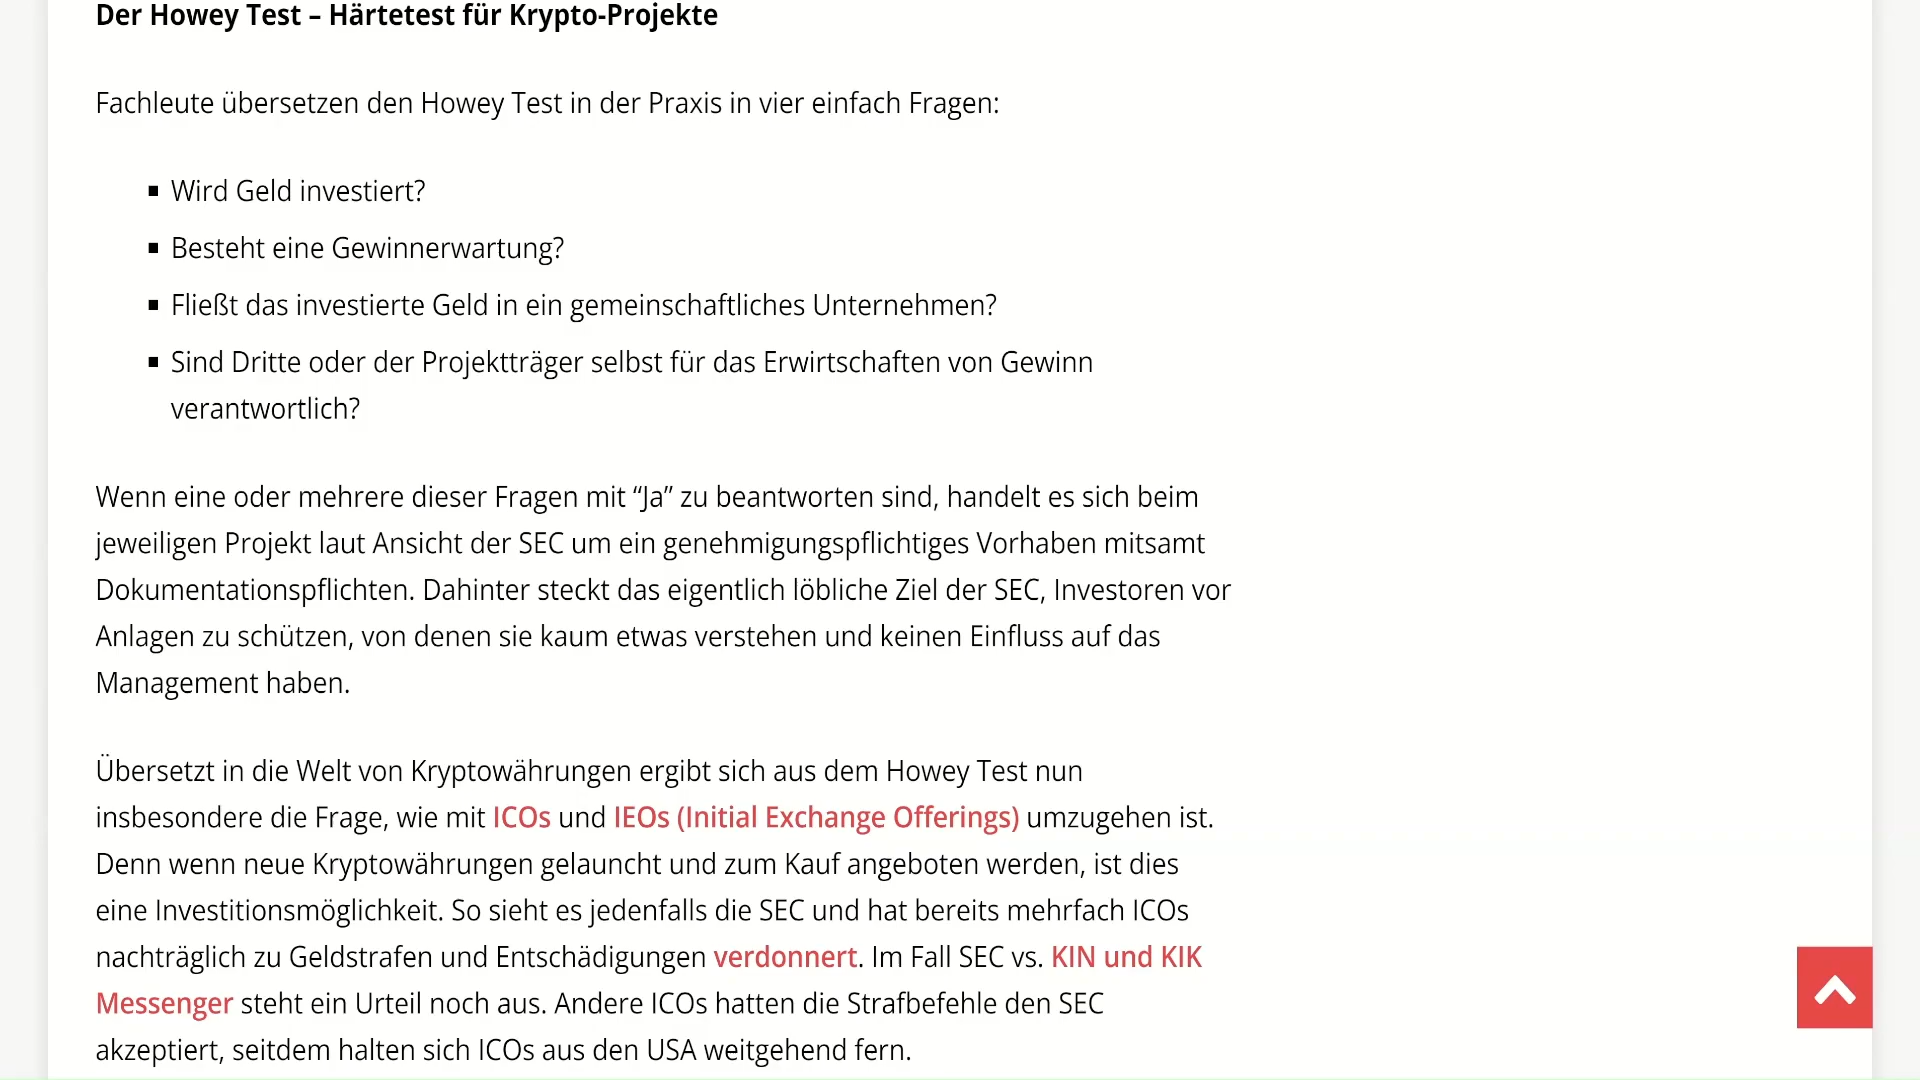 Der Howey Test – Härtetest für Krypto-Projekte
Fachleute übersetzen den Howey Test in der Praxis in vier einfach Fragen:
▪ Wird Geld investiert?
▪ Besteht eine Gewinnerwartung?
▪ Fließt das investierte Geld in ein gemeinschaftliches Unternehmen?
▪ Sind Dritte oder der Projektträger selbst für das Erwirtschaften von Gewinn
verantwortlich?
Wenn eine oder mehrere dieser Fragen mit “Ja” zu beantworten sind, handelt es sich beim
jeweiligen Projekt laut Ansicht der SEC um ein genehmigungspflichtiges Vorhaben mitsamt
Dokumentationspflichten. Dahinter steckt das eigentlich löbliche Ziel der SEC, Investoren vor
Anlagen zu schützen, von denen sie kaum etwas verstehen und keinen Einfluss auf das
Management haben.
Übersetzt in die Welt von Kryptowährungen ergibt sich aus dem Howey Test nun
insbesondere die Frage, wie mit ICOs und IEOs (Initial Exchange Offerings) umzugehen ist.
Denn wenn neue Kryptowährungen gelauncht und zum Kauf angeboten werden, ist dies
eine Investitionsmöglichkeit. So sieht es jedenfalls die SEC und hat bereits mehrfach ICOs
nachträglich zu Geldstrafen und Entschädigungen verdonnert. Im Fall SEC vs. KIN und KIK
Messenger steht ein Urteil noch aus. Andere ICOs hatten die Strafbefehle den SEC
akzeptiert, seitdem halten sich ICOs aus den USA weitgehend fern.